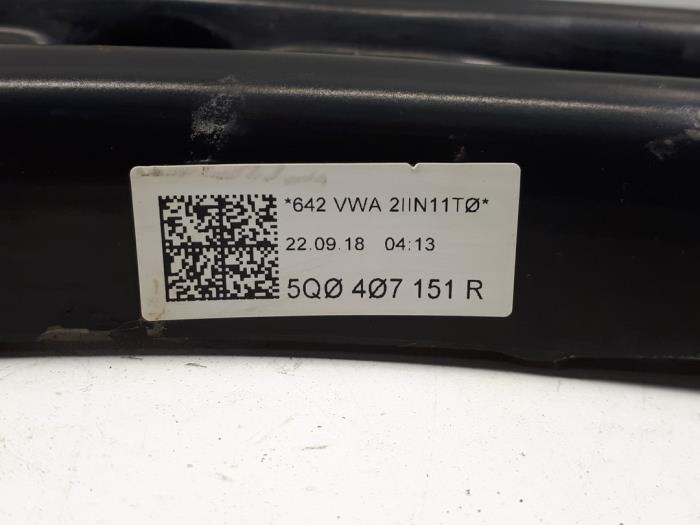 *642 VWA 2IIN11TØ*
22.09.18 04:13
5QØ 4Ø7 151 R